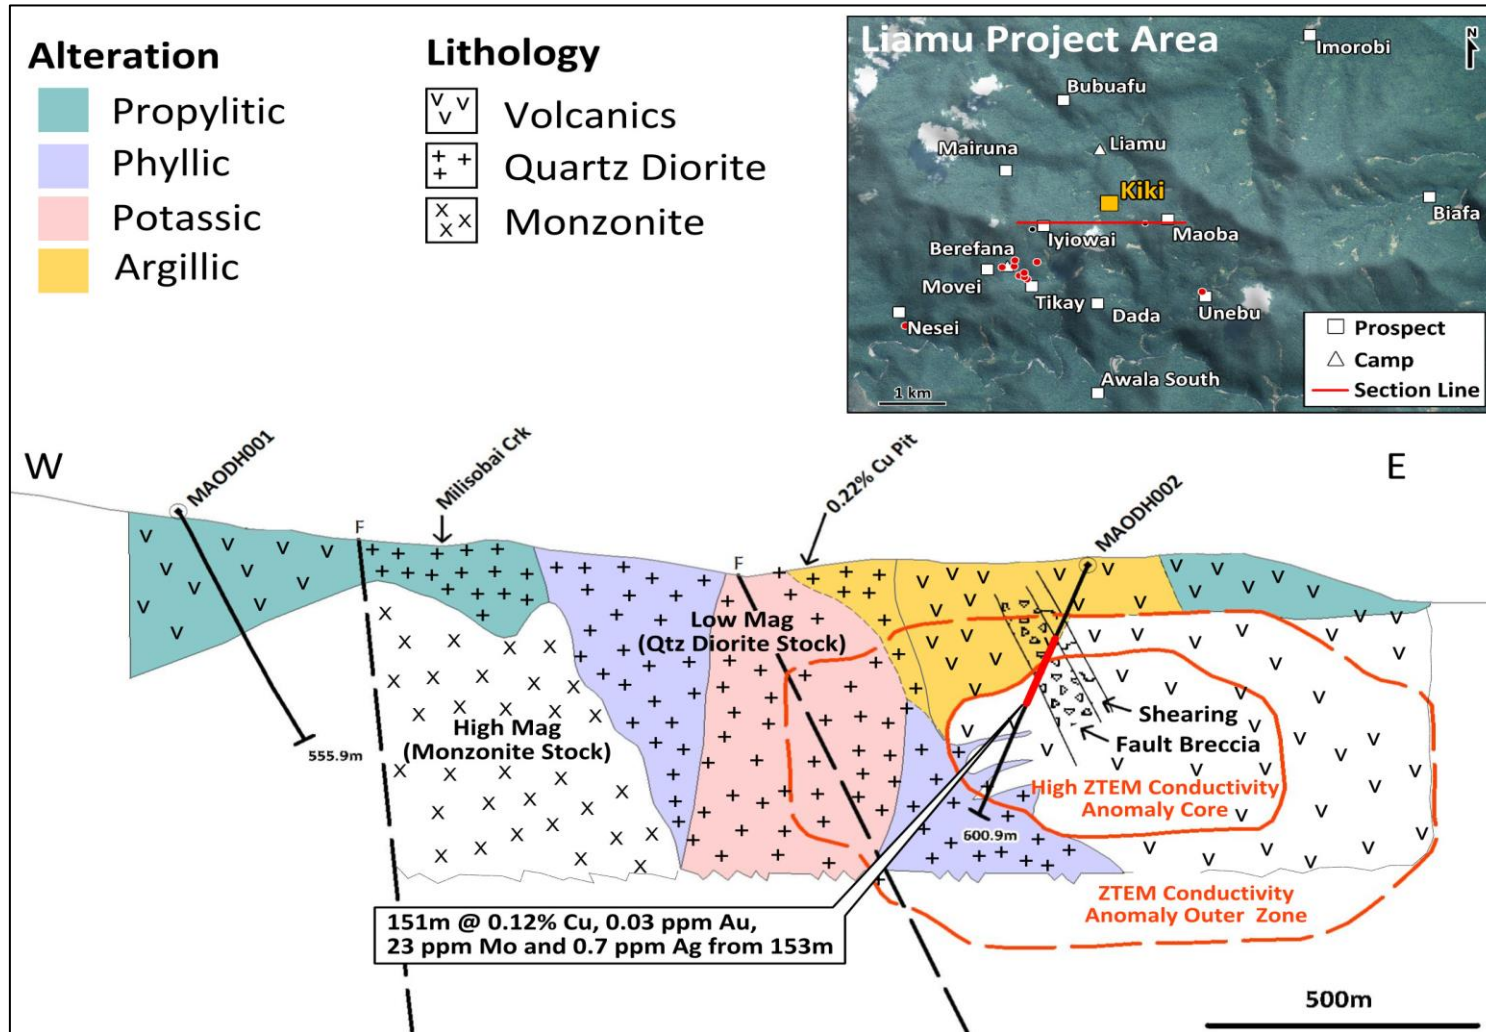 Alteration
Propylitic
Phyllic
Potassic
Argillic
Lithology
Volcanics
Quartz Diorite
Monzonite
Liamu Project Area
N
Imorobi
Bubuafu
Liamu
Mairuna
Kiki
Biafa
Iyiowai
Maoba
Berefana
Movei
Tikay
Dada
Unebu
Nesei
Awala South
1 km
Prospect
Camp
Section Line
W
E
MAODH001
F
Milisobai Crk
F
0.22% Cu Pit
MAODH002
555.9m
High Mag
(Monzonite Stock)
Low Mag
(Qtz Diorite Stock)
Shearing
Fault Breccia
High ZTEM Conductivity
Anomaly Core
600.9m
ZTEM Conductivity
Anomaly Outer Zone
151m @ 0.12% Cu, 0.03 ppm Au,
23 ppm Mo and 0.7 ppm Ag from 153m
500m